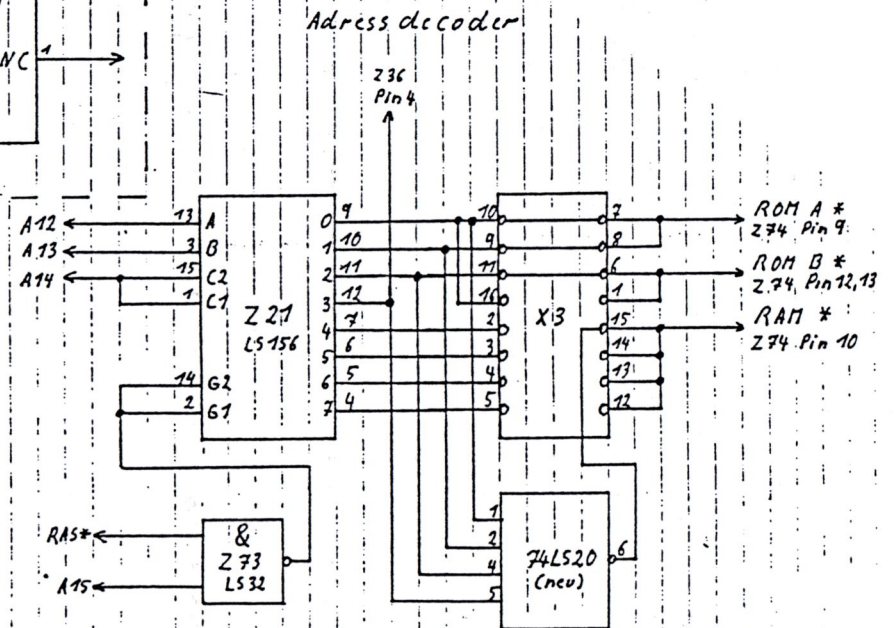 Adress decoder
NC 1
Z36
Pin 4
A12 13 A 0 9 10 7 ROM A *
Z74 Pin 9
A13 3 B 1 10 9 8
A14 15 C2 2 11 11 6 ROM B *
Z74 Pin 12,13
1 C1 3 12 16 1
Z21
LS156
X3
4 7 2 15 RAM *
Z74 Pin 10
5 6 3 14
14 G2 6 5 4 13
2 G1 7 4 5 12
RAS*
&
Z73
LS32
A15
1
2
4
5
74LS20
(neu)
6